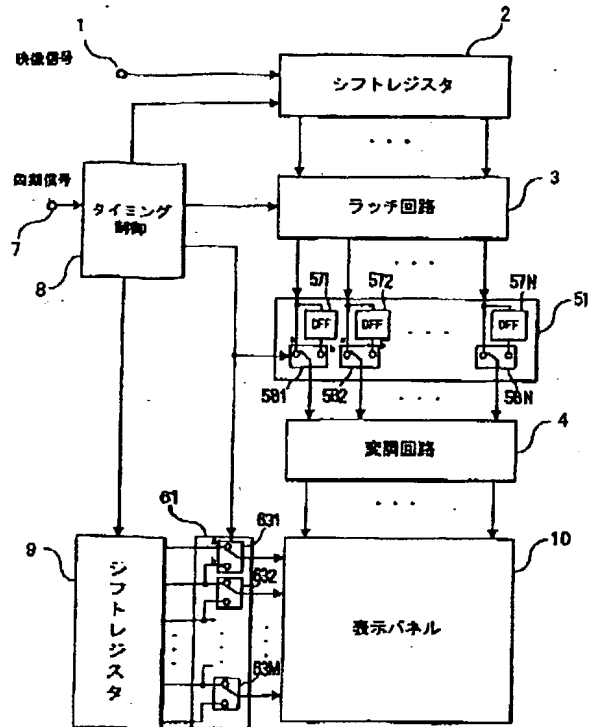 1
2
映像信号
シフトレジスタ
同期信号
3
7
タイミング
制御
ラッチ回路
8
571
572
57N
51
DFF
DFF
DFF
581
582
58N
4
変調回路
61
631
9
10
632
シフトレジスタ
表示パネル
63M